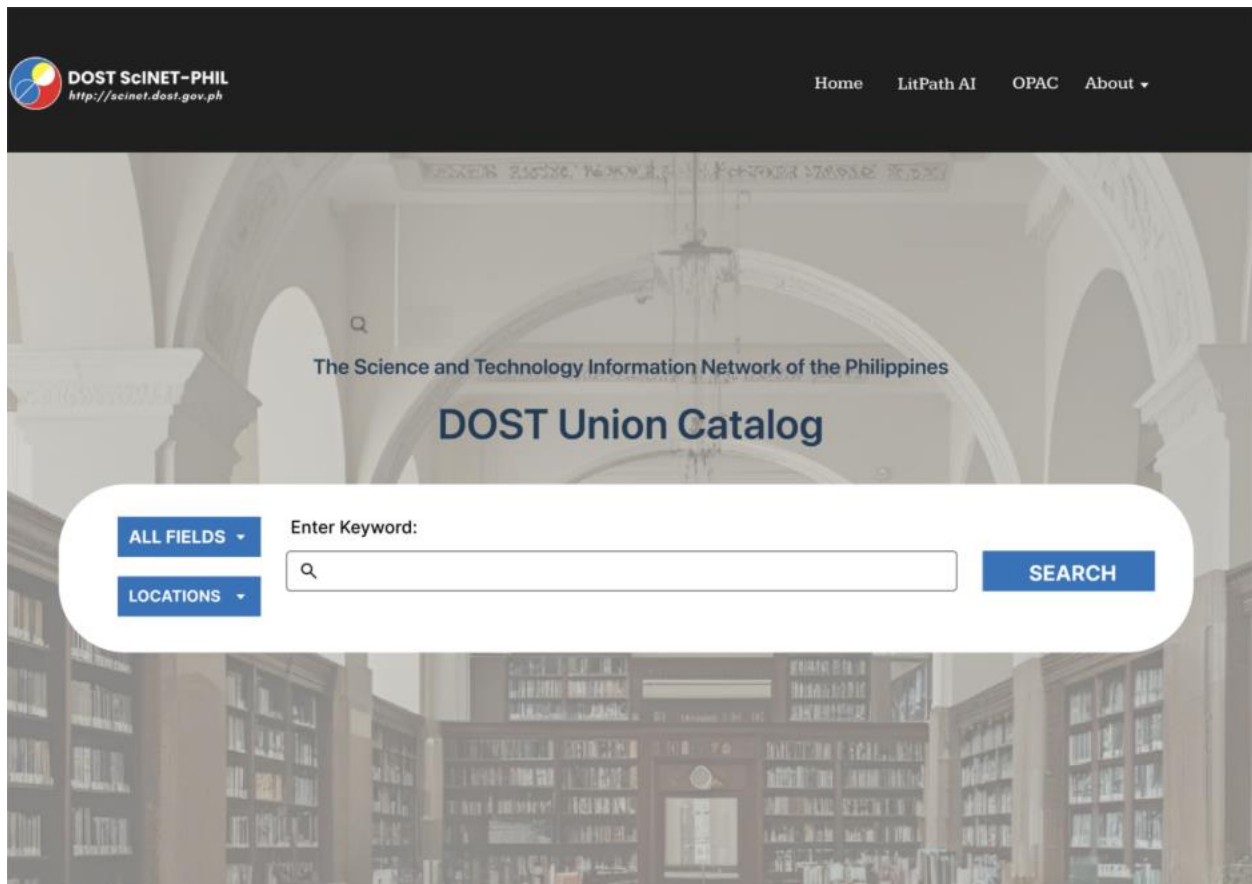 DOST ScINET-PHIL
http://scinet.dost.gov.ph
Home LitPath AI OPAC About
The Science and Technology Information Network of the Philippines
DOST Union Catalog
ALL FIELDS
Enter Keyword:
LOCATIONS
SEARCH